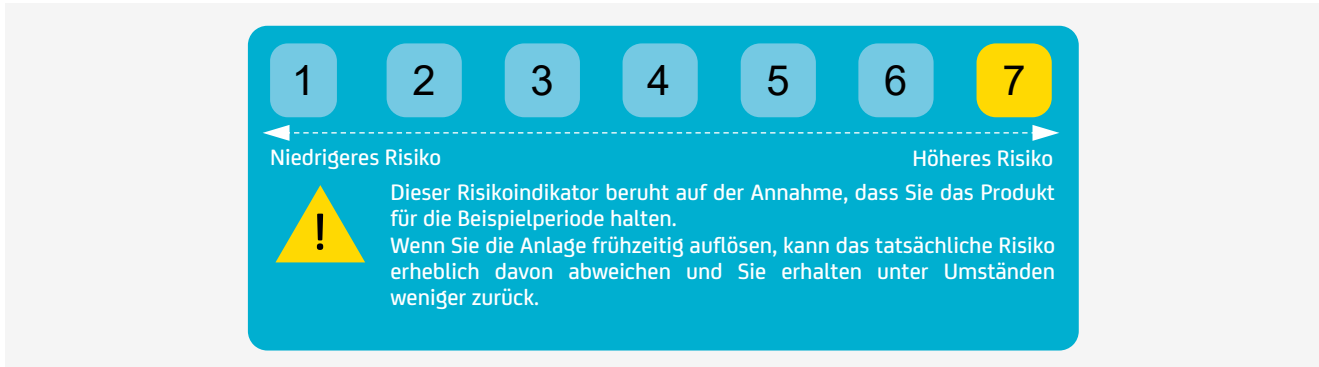 1 2 3 4 5 6 7
Niedrigeres Risiko Höheres Risiko
!
Dieser Risikoindikator beruht auf der Annahme, dass Sie das Produkt
für die Beispielperiode halten.
Wenn Sie die Anlage frühzeitig auflösen, kann das tatsächliche Risiko
erheblich davon abweichen und Sie erhalten unter Umständen
weniger zurück.